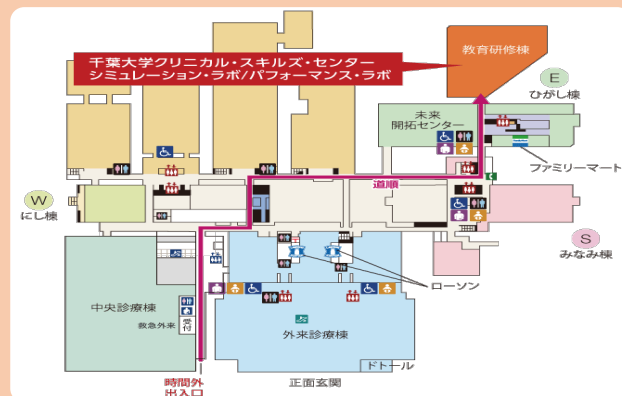 千葉大学クリニカル・スキルズ・センター
シミュレーション・ラボ/パフォーマンス・ラボ
教育研修棟
E
ひがし棟
未来
開拓センター
ファミリーマート
道順
W
にし棟
S
みなみ棟
ローソン
中央診療棟
救急外来
受付
外来診療棟
ドトール
時間外
出入口
正面玄関